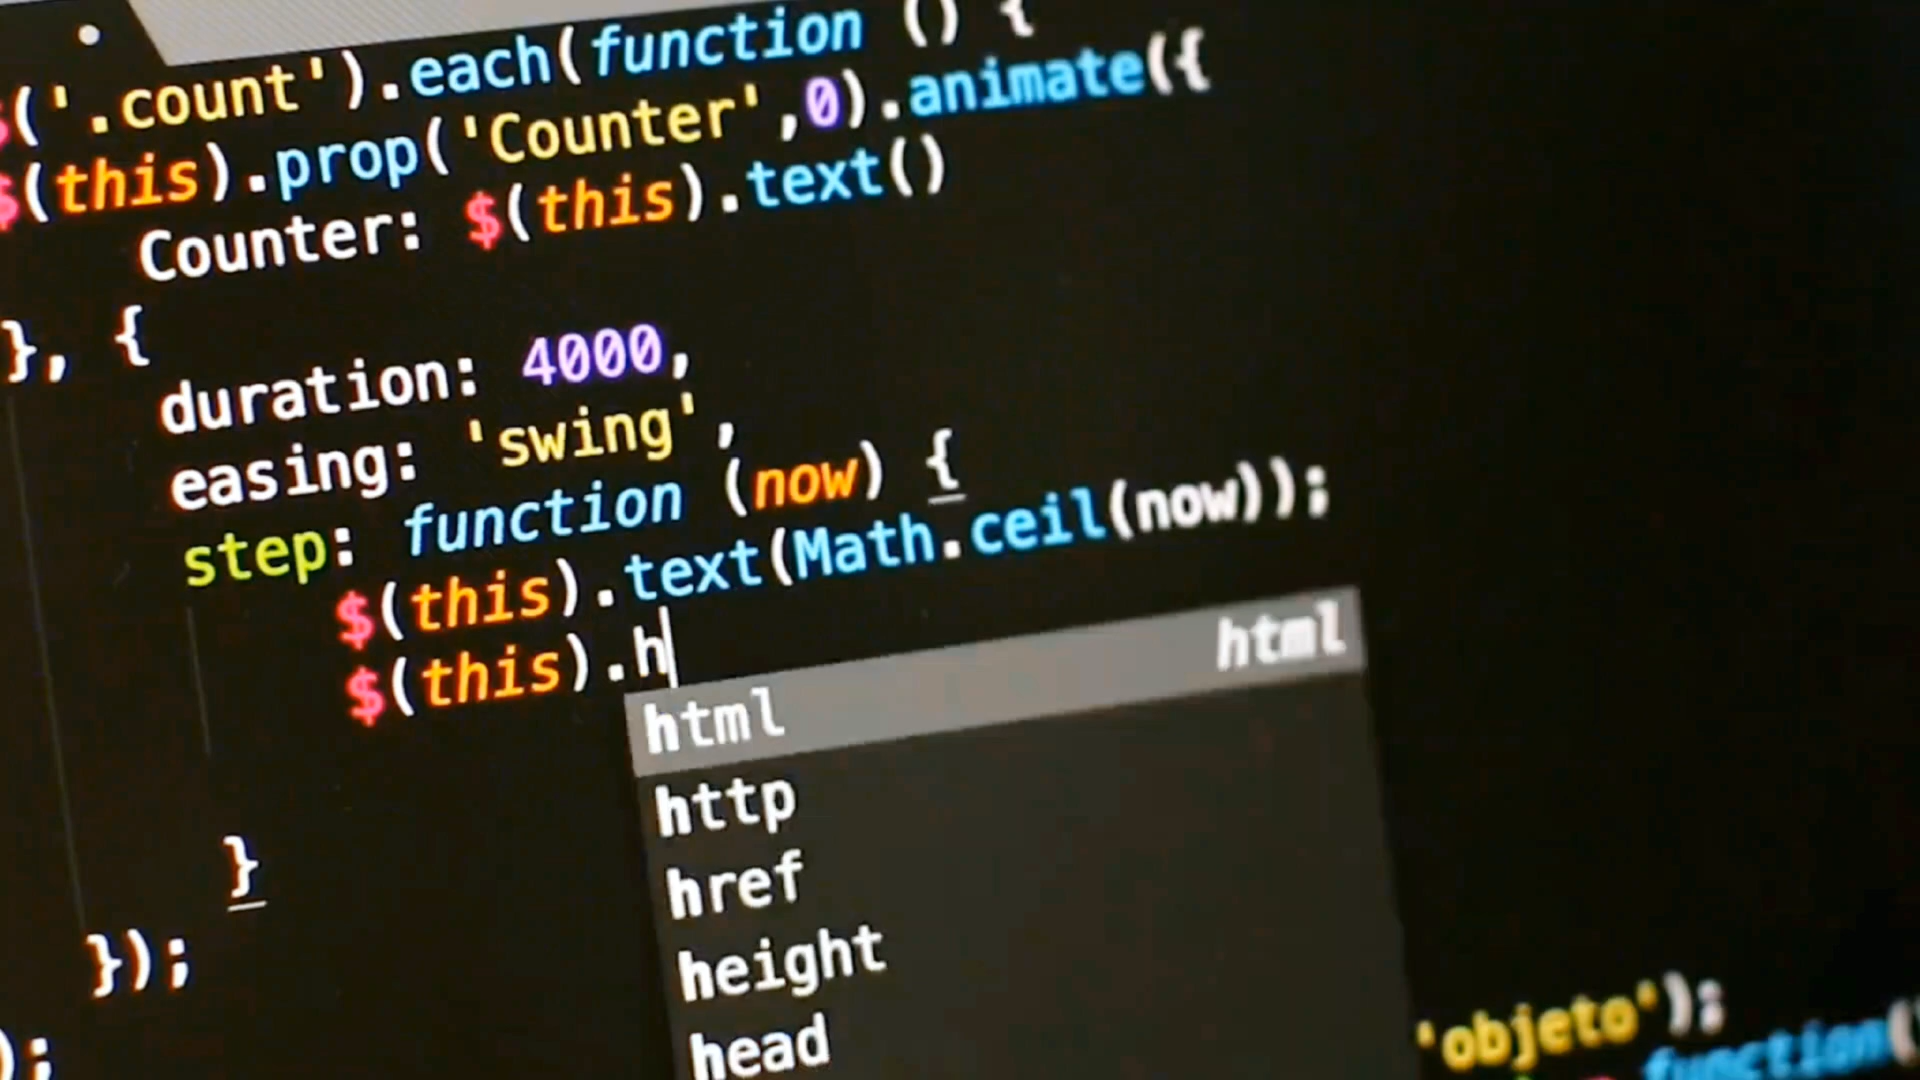 $('.count').each(function () {
$(this).prop('Counter',0).animate({
Counter: $(this).text()
}, {
duration: 4000,
easing: 'swing',
step: function (now) {
$(this).text(Math.ceil(now));
$(this).h
html html
http
href
height
head
}
});
);
'objeto');
function(